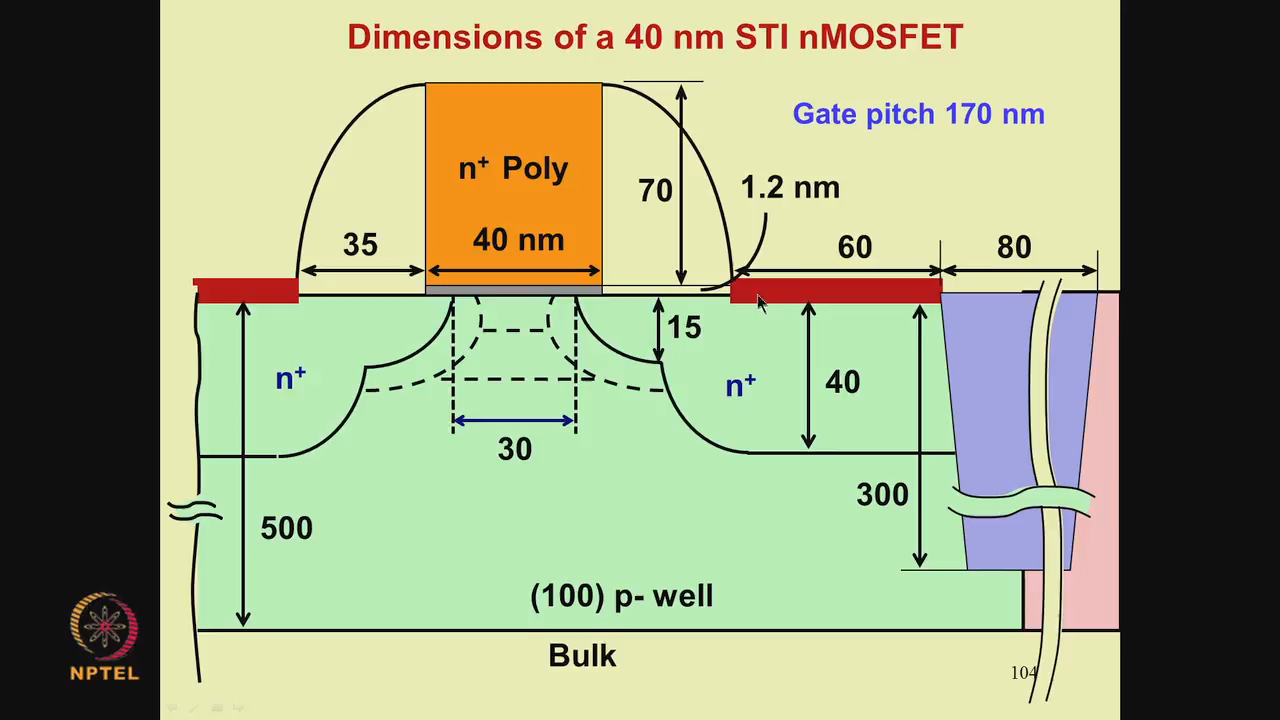 Dimensions of a 40 nm STI nMOSFET
Gate pitch 170 nm
n+ Poly
70
1.2 nm
35
40 nm
60
80
15
n+
n+
40
30
300
500
(100) p- well
Bulk
NPTEL
104